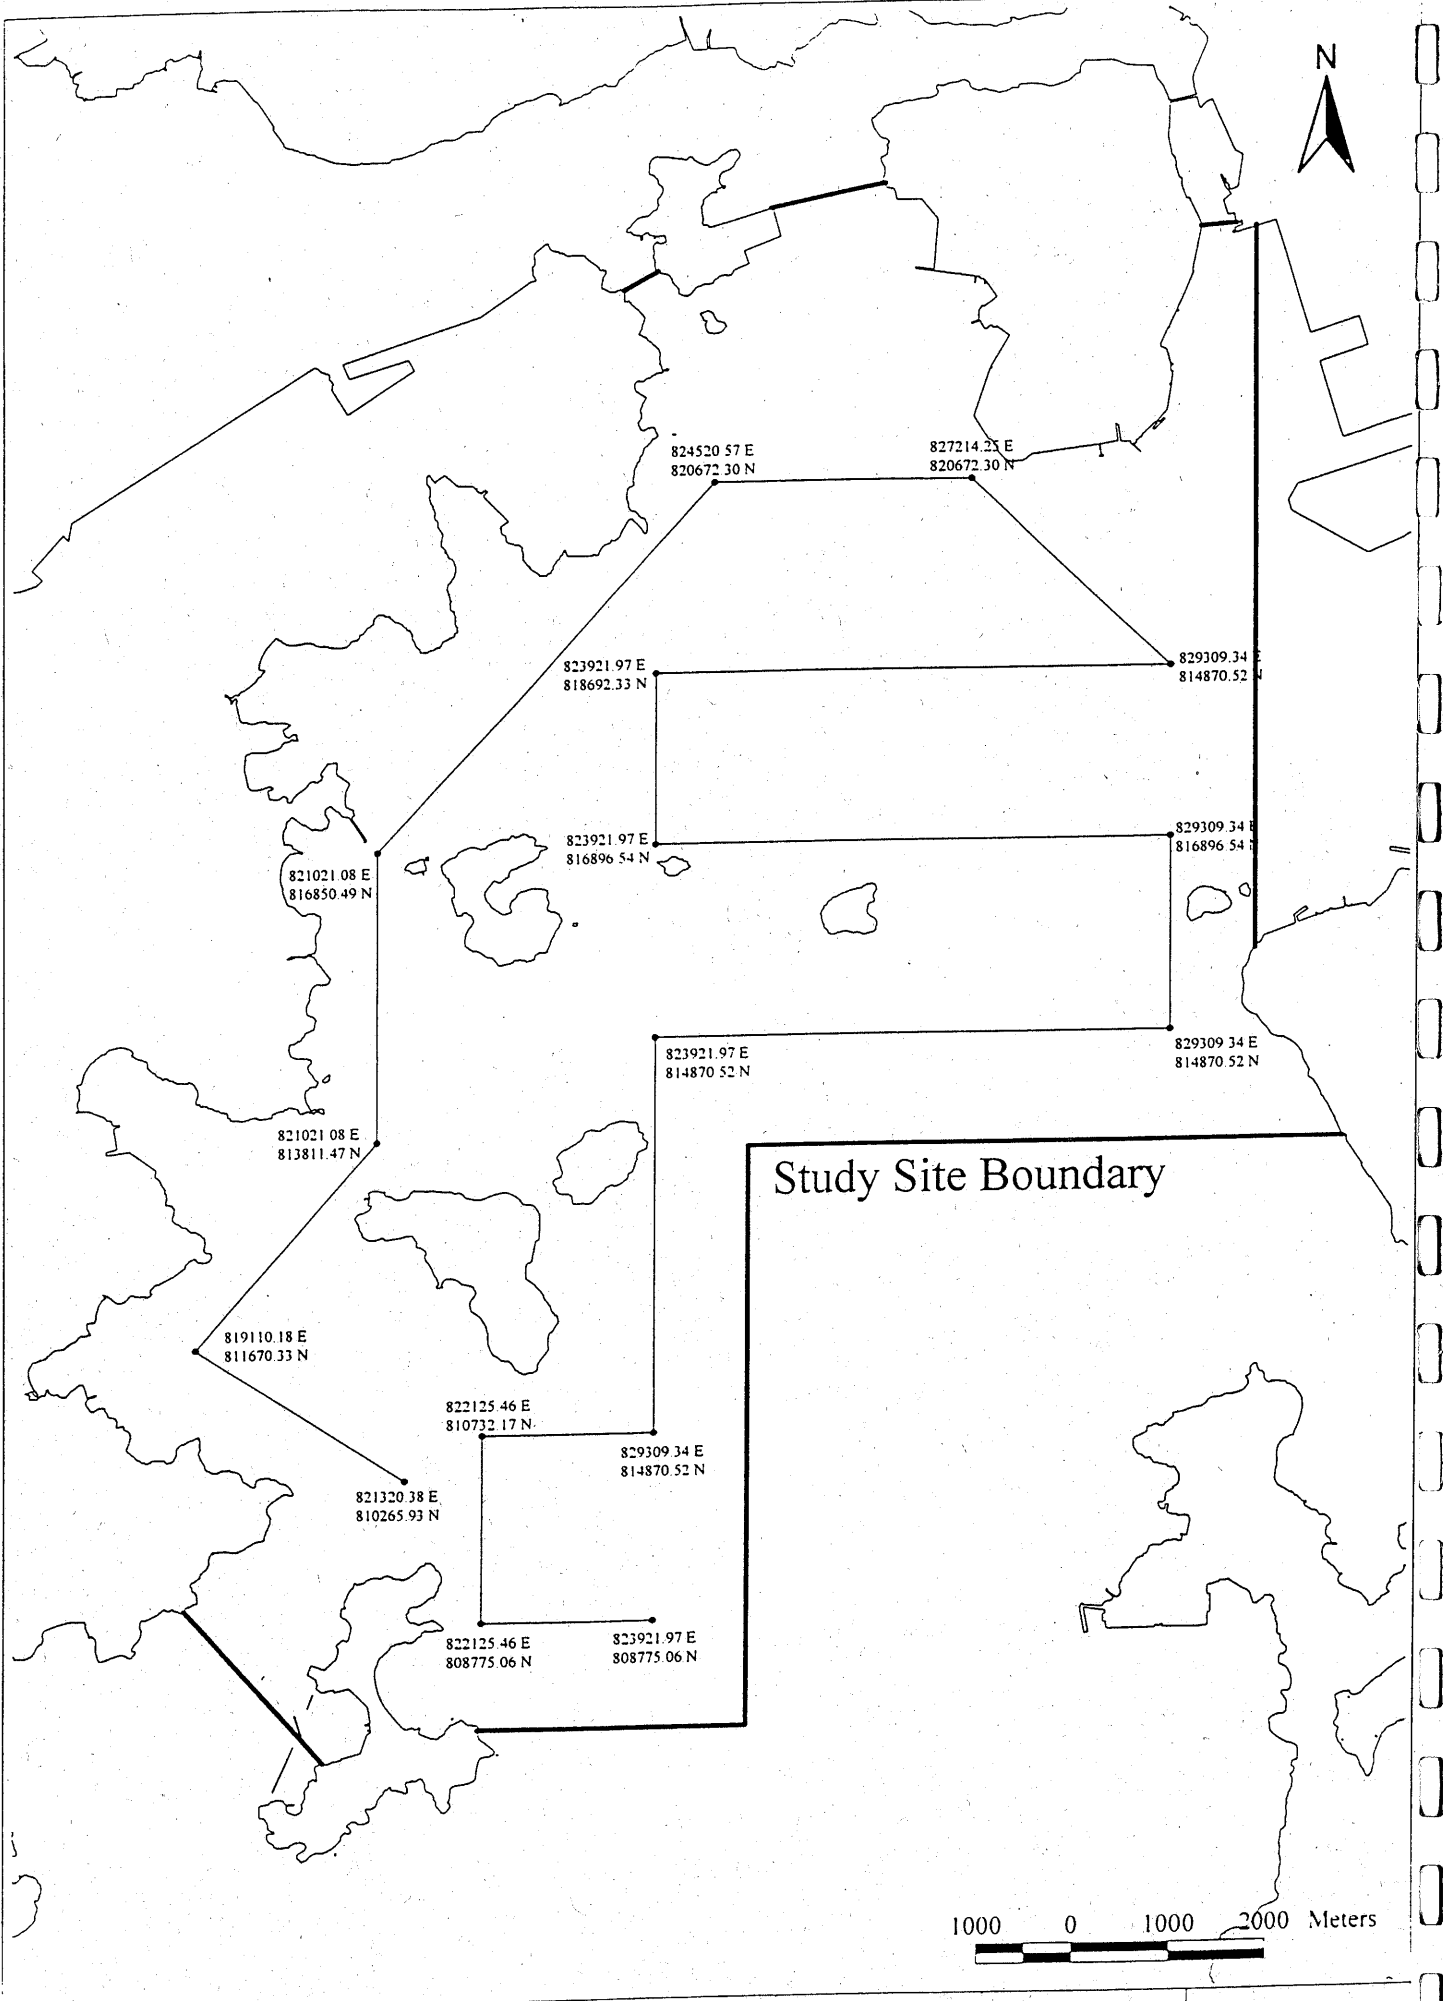 N
824520 57 E
820672 30 N
827214.25 E
820672.30 N
823921.97 E
818692.33 N
829309.34 E
814870.52 N
823921.97 E
816896 54 N
829309.34 E
816896 54 N
821021.08 E
816850.49 N
823921.97 E
814870 52 N
829309 34 E
814870.52 N
821021 08 E
813811.47 N
Study Site Boundary
819110.18 E
811670.33 N
822125.46 E
810732.17 N
829309.34 E
814870.52 N
821320.38 E
810265.93 N
822125.46 E
808775.06 N
823921.97 E
808775.06 N
1000 0 1000 2000 Meters